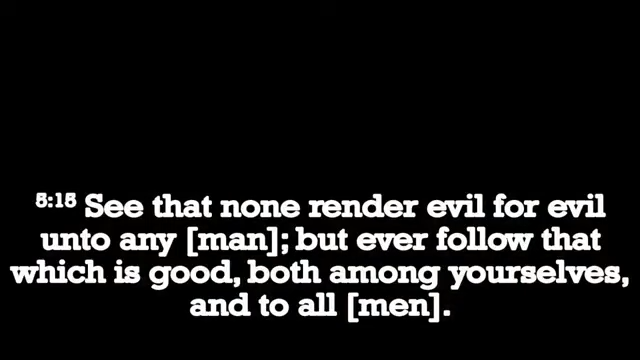 5:15 See that none render evil for evil
unto any [man]; but ever follow that
which is good, both among yourselves,
and to all [men].